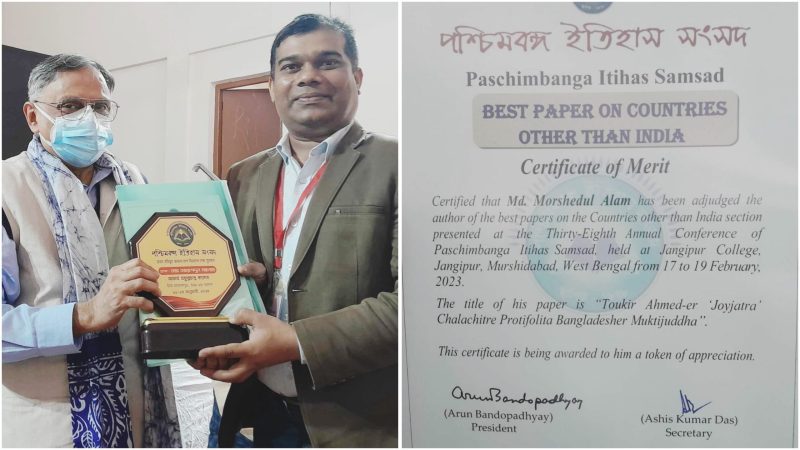 পশ্চিমবঙ্গ ইতিহাস সংসদ
পশ্চিমবঙ্গ ইতিহাস সংসদ
Paschimbanga Itihas Samsad
BEST PAPER ON COUNTRIES
OTHER THAN INDIA
Certificate of Merit
Certified that Md. Morshedul Alam has been adjudged the
author of the best papers on the Countries other than India section
presented at the Thirty-Eighth Annual Conference of
Paschimbanga Itihas Samsad, held at Jangipur College,
Jangipur, Murshidabad, West Bengal from 17 to 19 February,
2023.
The title of his paper is “Toukir Ahmed-er ‘Joyjatra’
Chalachitre Protifolita Bangladesher Muktijuddha”.
This certificate is being awarded to him a token of appreciation.
Arun Bandopadhyay
(Arun Bandopadhyay)
President
(Ashis Kumar Das)
Secretary